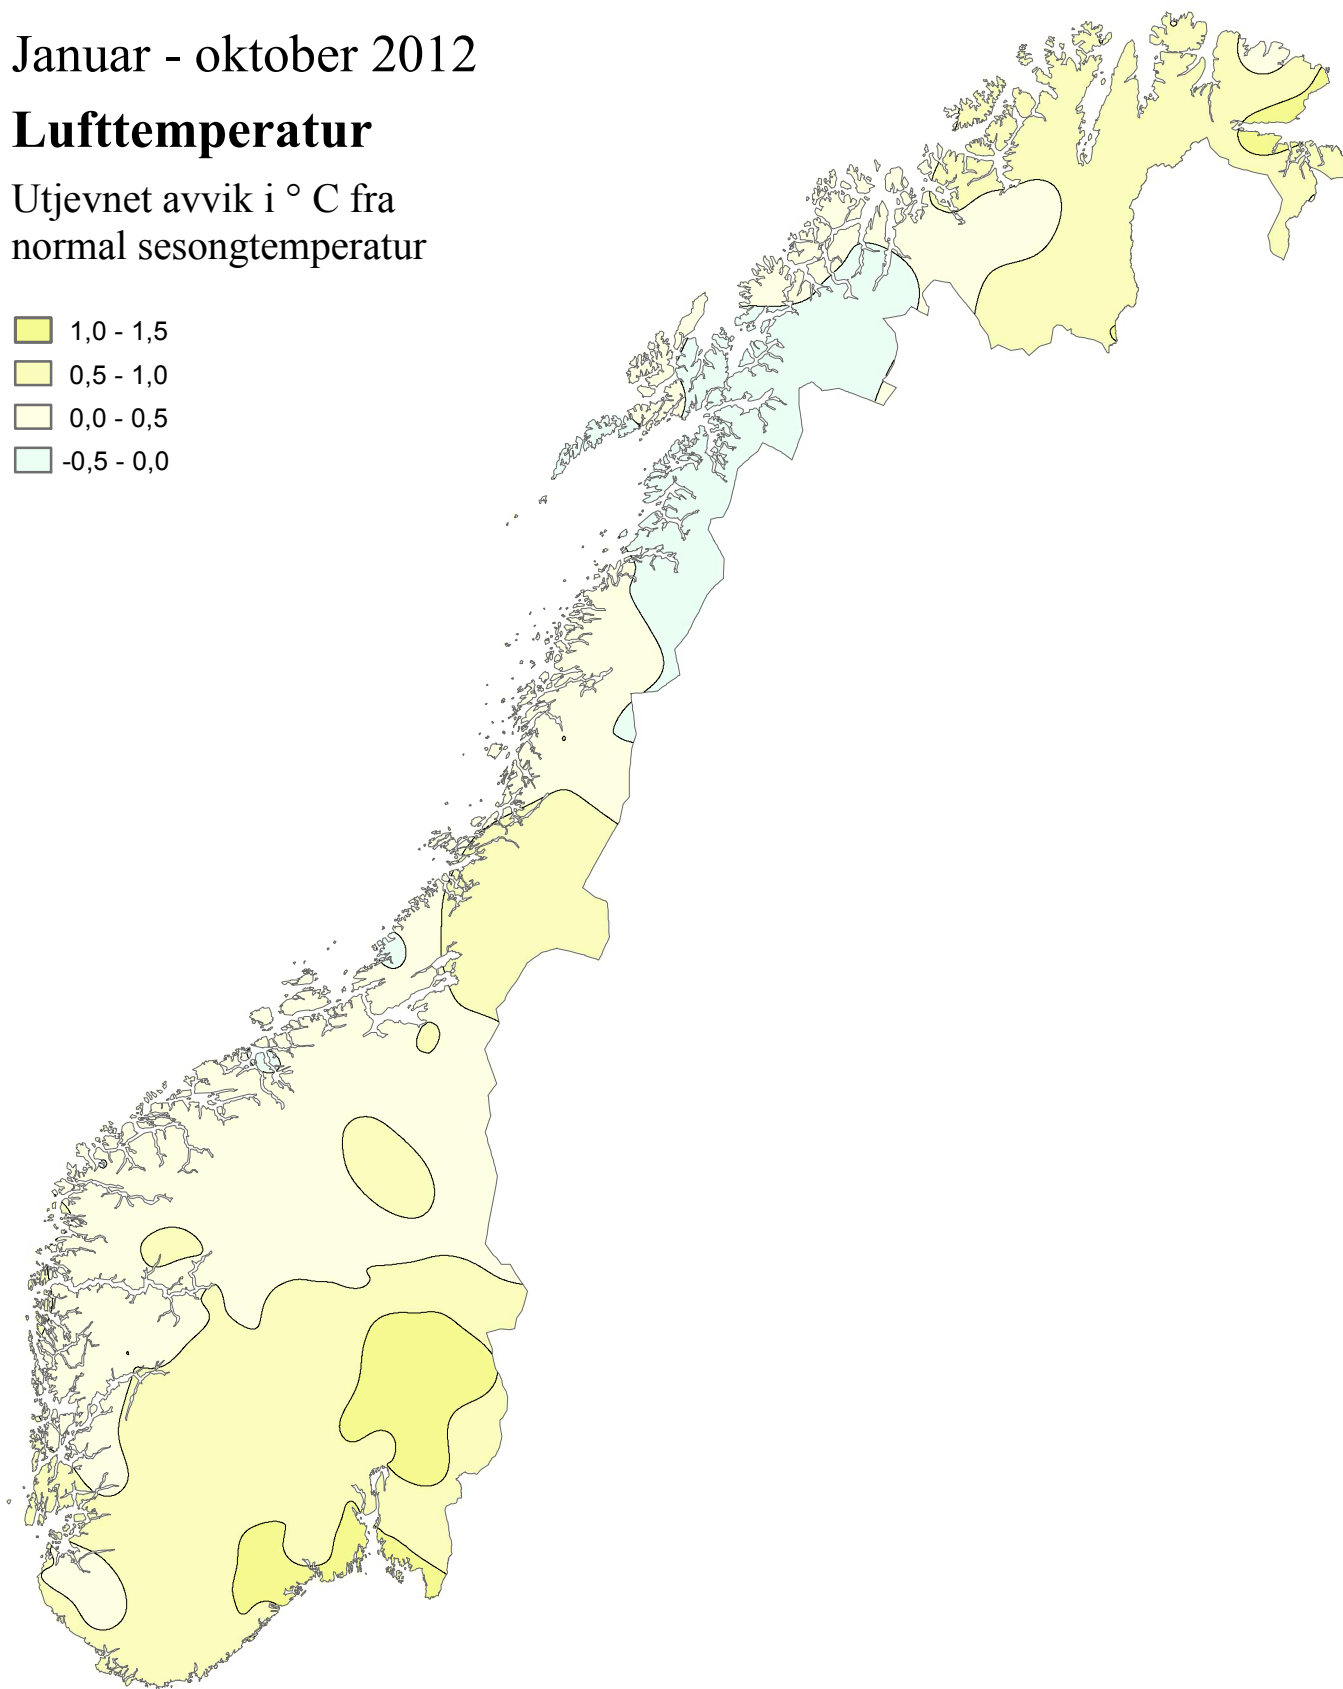 Januar - oktober 2012
Lufttemperatur
Utjevnet avvik i ° C fra
normal sesongtemperatur
1,0 - 1,5
0,5 - 1,0
0,0 - 0,5
-0,5 - 0,0